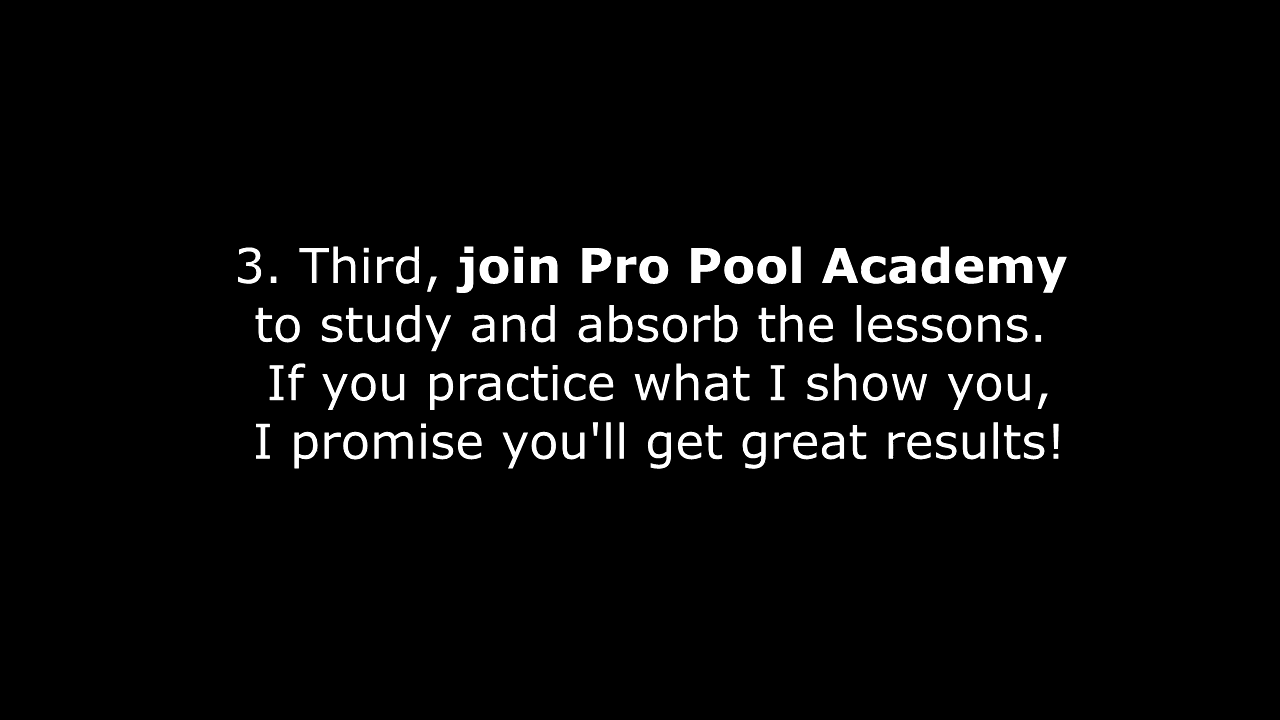 3. Third, join Pro Pool Academy
to study and absorb the lessons.
If you practice what I show you,
I promise you'll get great results!